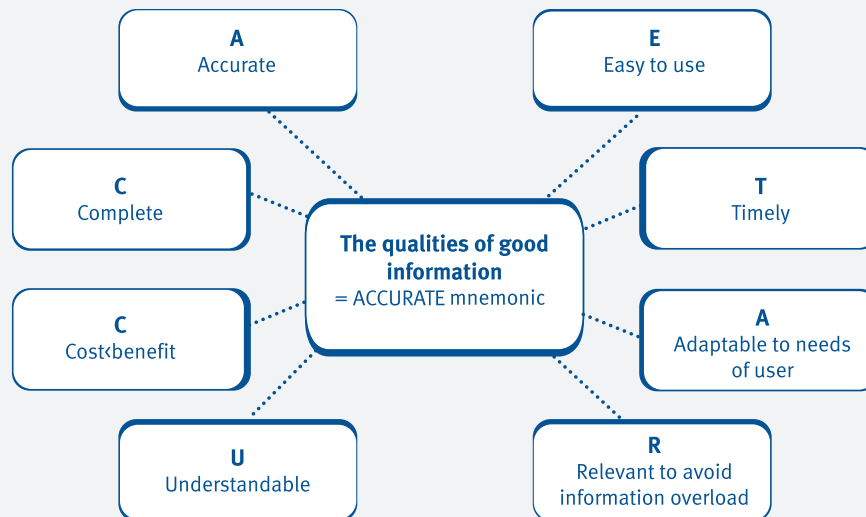 A
Accurate
E
Easy to use
C
Complete
T
Timely
The qualities of good
information
= ACCURATE mnemonic
C
Cost<benefit
A
Adaptable to needs
of user
U
Understandable
R
Relevant to avoid
information overload